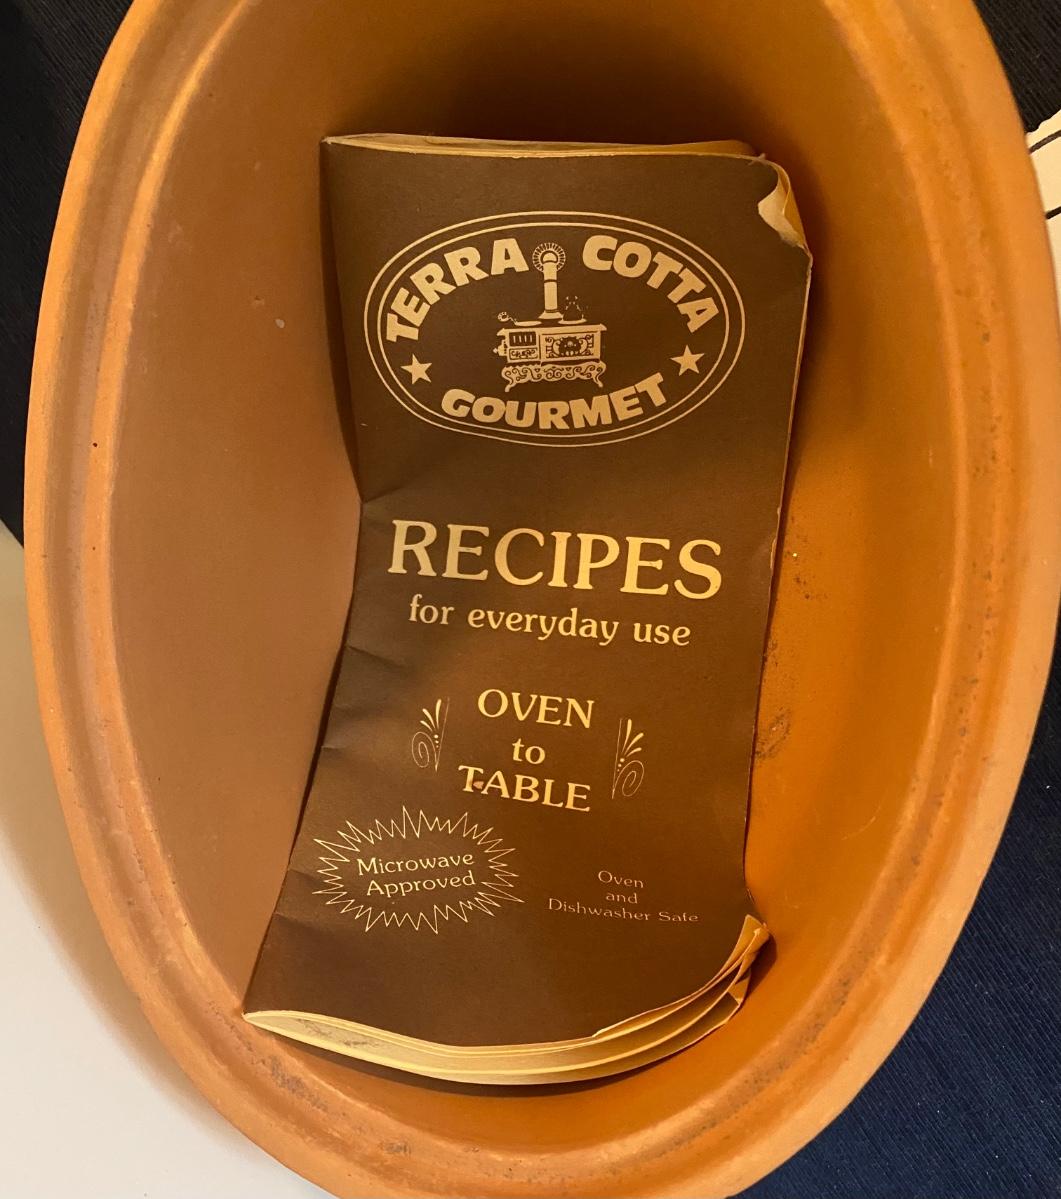 TERRA COTTA
GOURMET
RECIPES
for everyday use
OVEN
to
TABLE
Microwave
Approved
Oven
and
Dishwasher Safe